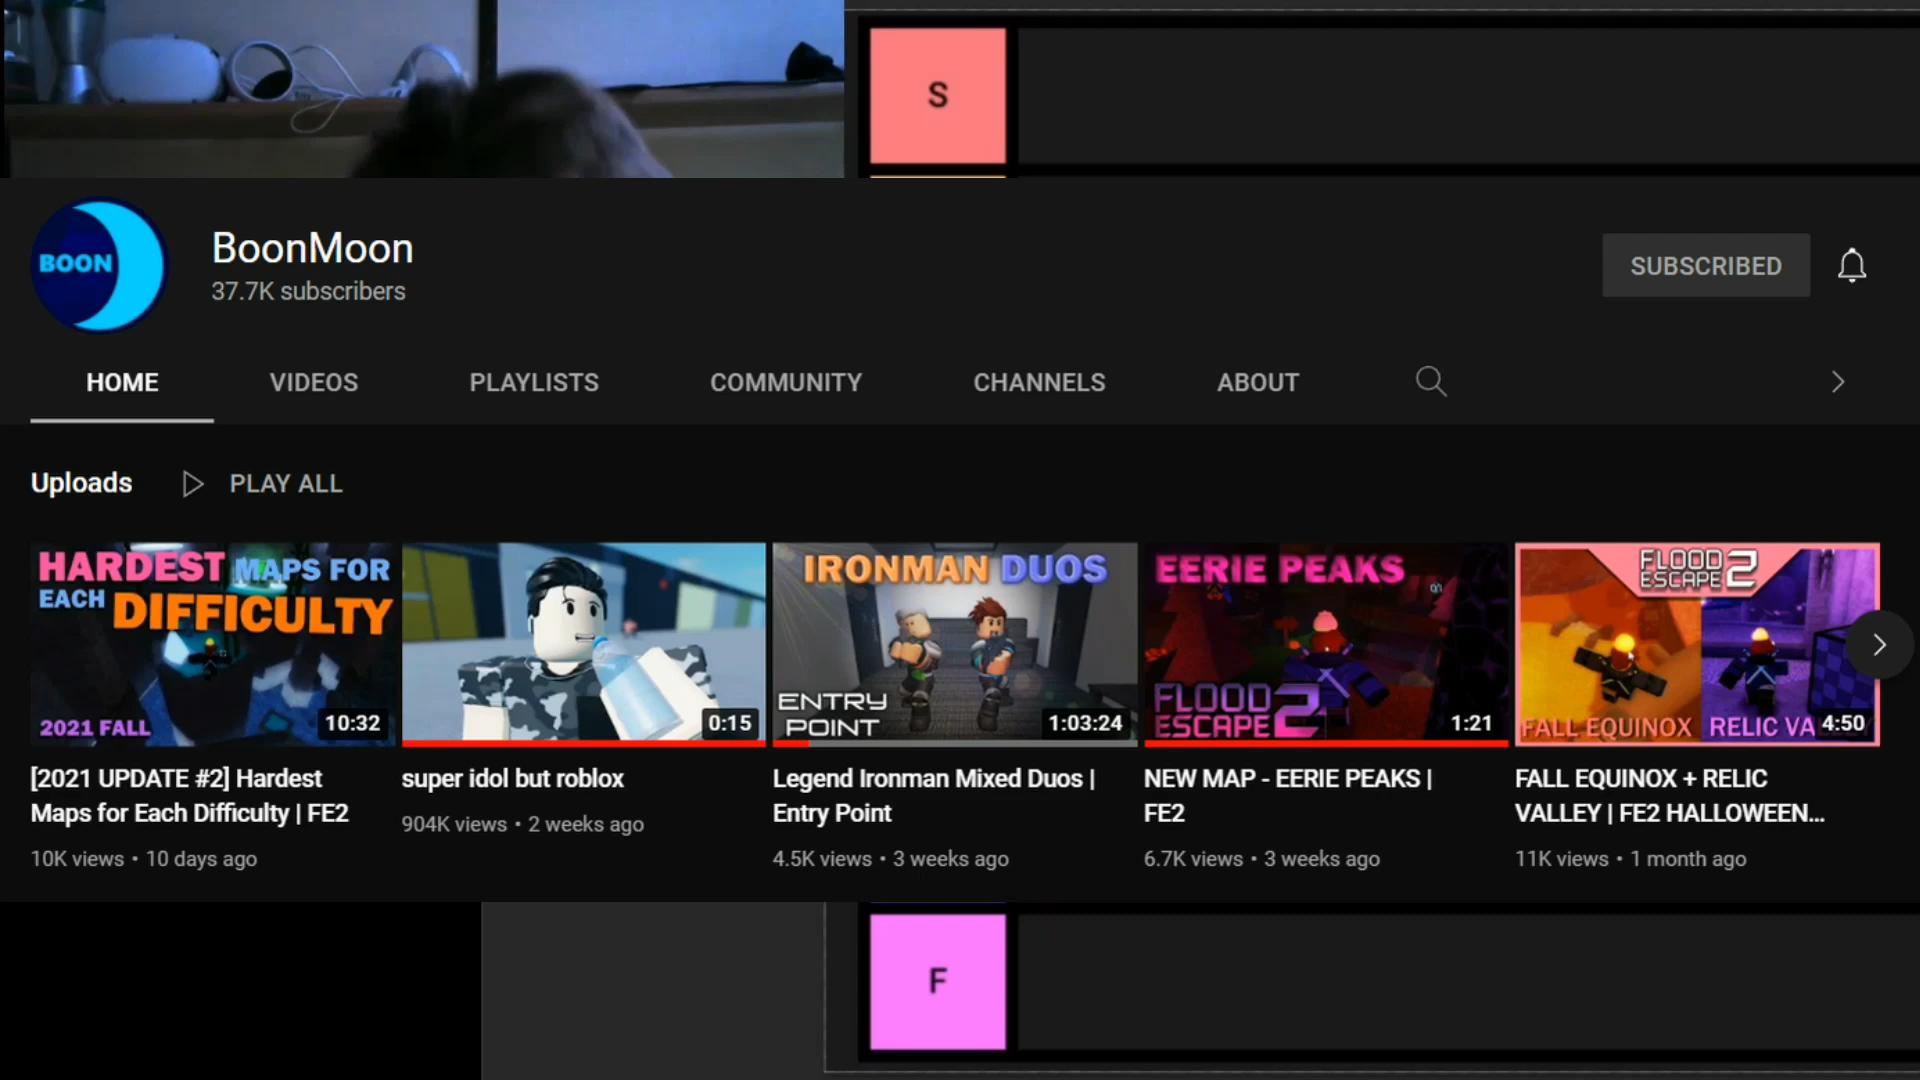 S
BOON
BoonMoon
37.7K subscribers
SUBSCRIBED
HOME
VIDEOS
PLAYLISTS
COMMUNITY
CHANNELS
ABOUT
Uploads
PLAY ALL
HARDEST MAPS FOR
EACH DIFFICULTY
2021 FALL
10:32
0:15
IRONMAN DUOS
ENTRY
POINT
1:03:24
EERIE PEAKS
FLOOD
ESCAPE 2
1:21
FLOOD
ESCAPE 2
FALL EQUINOX
RELIC VA
4:50
[2021 UPDATE #2] Hardest
Maps for Each Difficulty | FE2
10K views • 10 days ago
super idol but roblox
904K views • 2 weeks ago
Legend Ironman Mixed Duos |
Entry Point
4.5K views • 3 weeks ago
NEW MAP - EERIE PEAKS |
FE2
6.7K views • 3 weeks ago
FALL EQUINOX + RELIC
VALLEY | FE2 HALLOWEEN...
11K views • 1 month ago
F